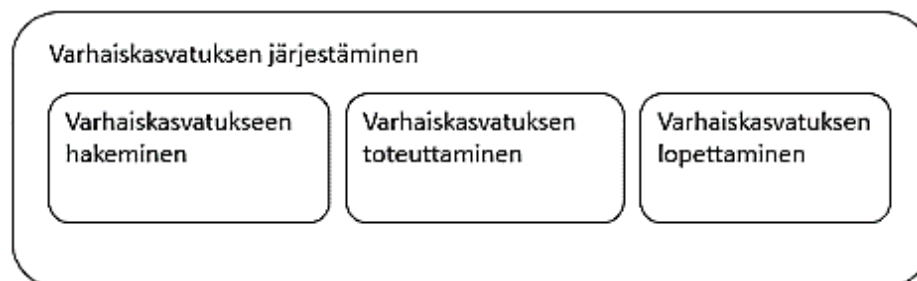 Varhaiskasvatuksen järjestäminen
Varhaiskasvatukseen
hakeminen
Varhaiskasvatuksen
toteuttaminen
Varhaiskasvatuksen
lopettaminen